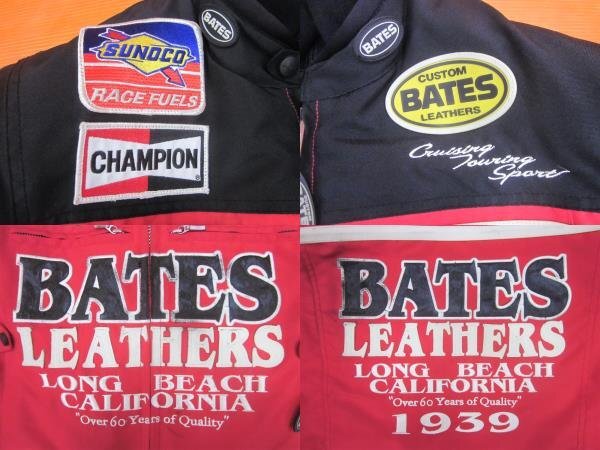 SUNOCO
RACE FUELS
CHAMPION
BATES
BATES
CUSTOM
BATES
LEATHERS
Cruising
Touring
Sport
BATES
LEATHERS
LONG BEACH
CALIFORNIA
"Over 60 Years of Quality"
BATES
LEATHERS
LONG BEACH
CALIFORNIA
"Over 60 Years of Quality"
1939